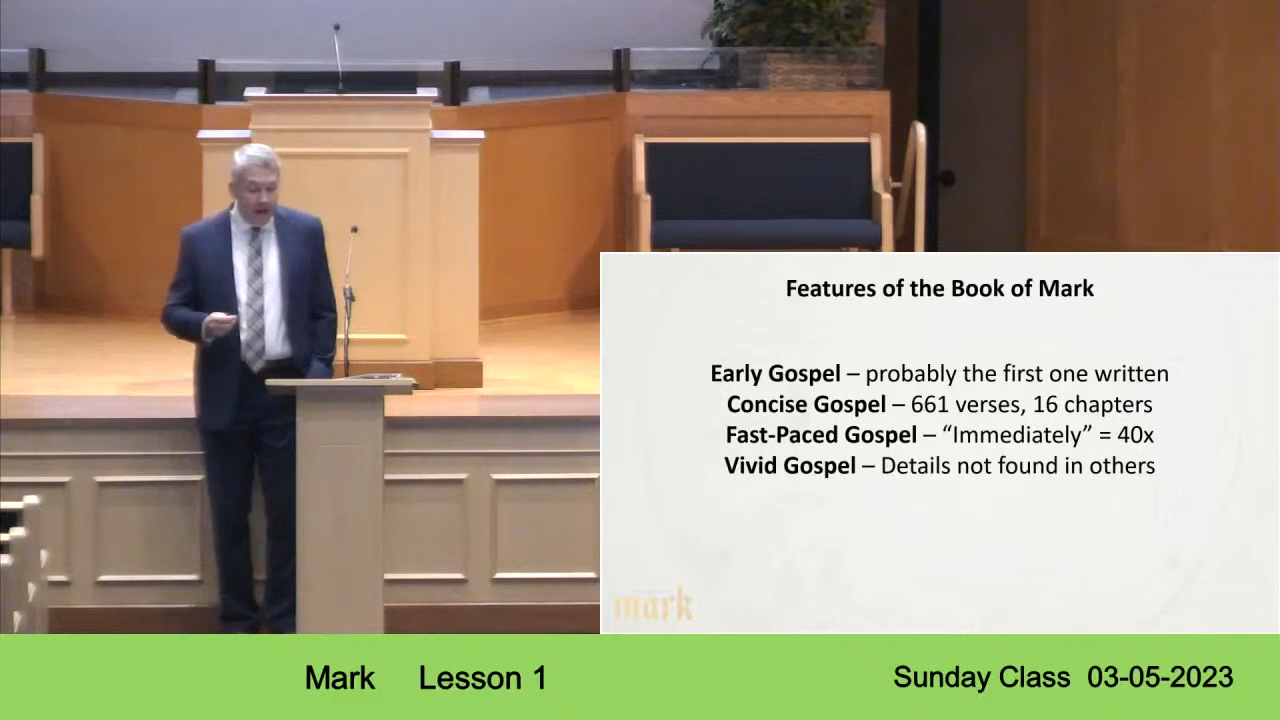 Features of the Book of Mark
Early Gospel – probably the first one written
Concise Gospel – 661 verses, 16 chapters
Fast-Paced Gospel – “Immediately” = 40x
Vivid Gospel – Details not found in others
mark
Mark Lesson 1
Sunday Class 03-05-2023